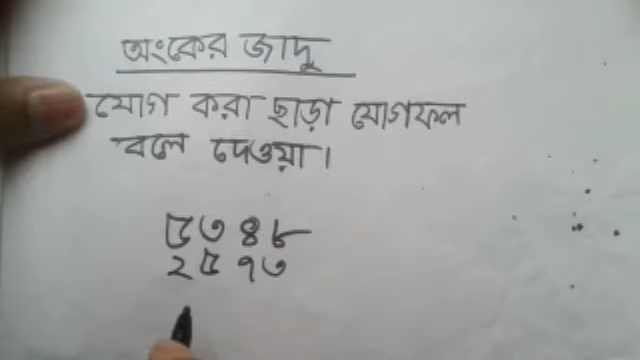 অংকের জাদু
যোগ করা ছাড়া যোগফল
বলে দেওয়া।
৫৩৪৮
২৫৭৩